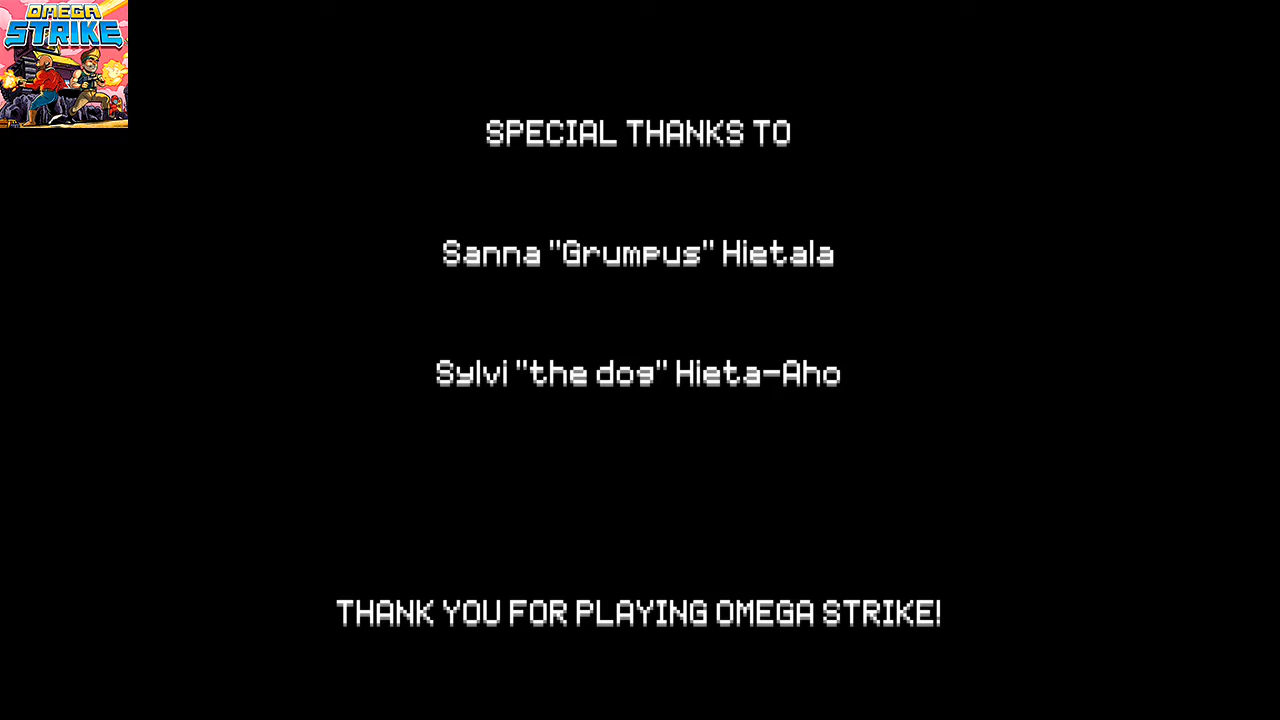 OMEGA
STRIKE
SPECIAL THANKS TO
Sanna "Grumpus" Hietala
Sylvi "the dog" Hieta-Aho
THANK YOU FOR PLAYING OMEGA STRIKE!